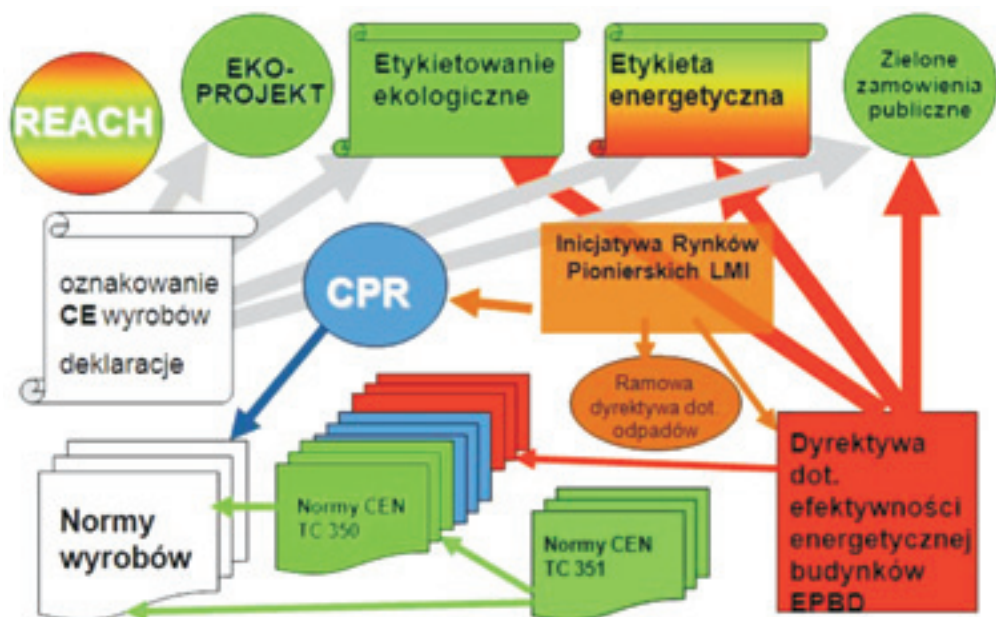 REACH
EKO-
PROJEKT
Etykietowanie
ekologiczne
Etykieta
energetyczna
Zielone
zamówienia
publiczne
oznakowanie
CE wyrobów
deklaracje
CPR
Inicjatywa Rynków
Pionierskich LMI
Ramowa
dyrektywa dot.
odpadów
Dyrektywa
dot.
efektywności
energetycznej
budynków
EPBD
Normy
wyrobów
Normy CEN
TC 350
Normy CEN
TC 351